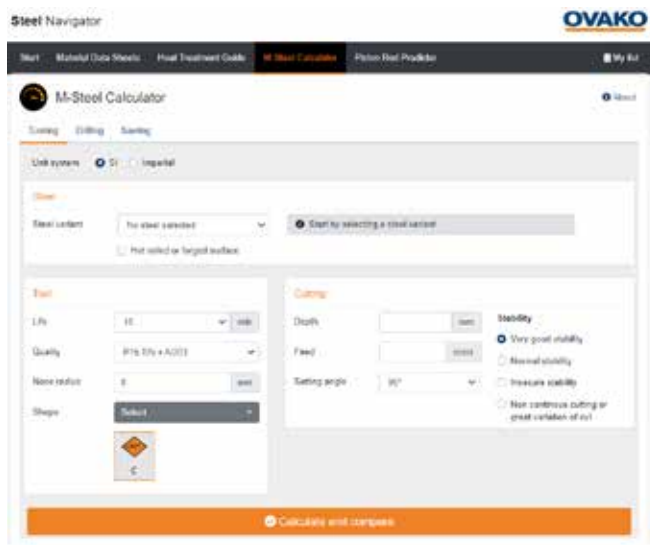 Steel Navigator
OVAKO
Start Material Data Sheets Heat Treatment Guide M-Steel Calculator Piston Rod Predictor My list
M-Steel Calculator
About
Turning Drilling Sawing
Unit system SI Imperial
Steel
Steel variant No steel selected Start by selecting a steel variant
Hot rolled or forged surface
Tool
Cutting
Life 15 min
Depth mm
Stability
Very good stability
Quality
Feed
Normal stability
Nose radius mm
Setting angle
Insecure stability
Shape Select
Non continous cutting or
great variation of cut
C
Calculate and compare